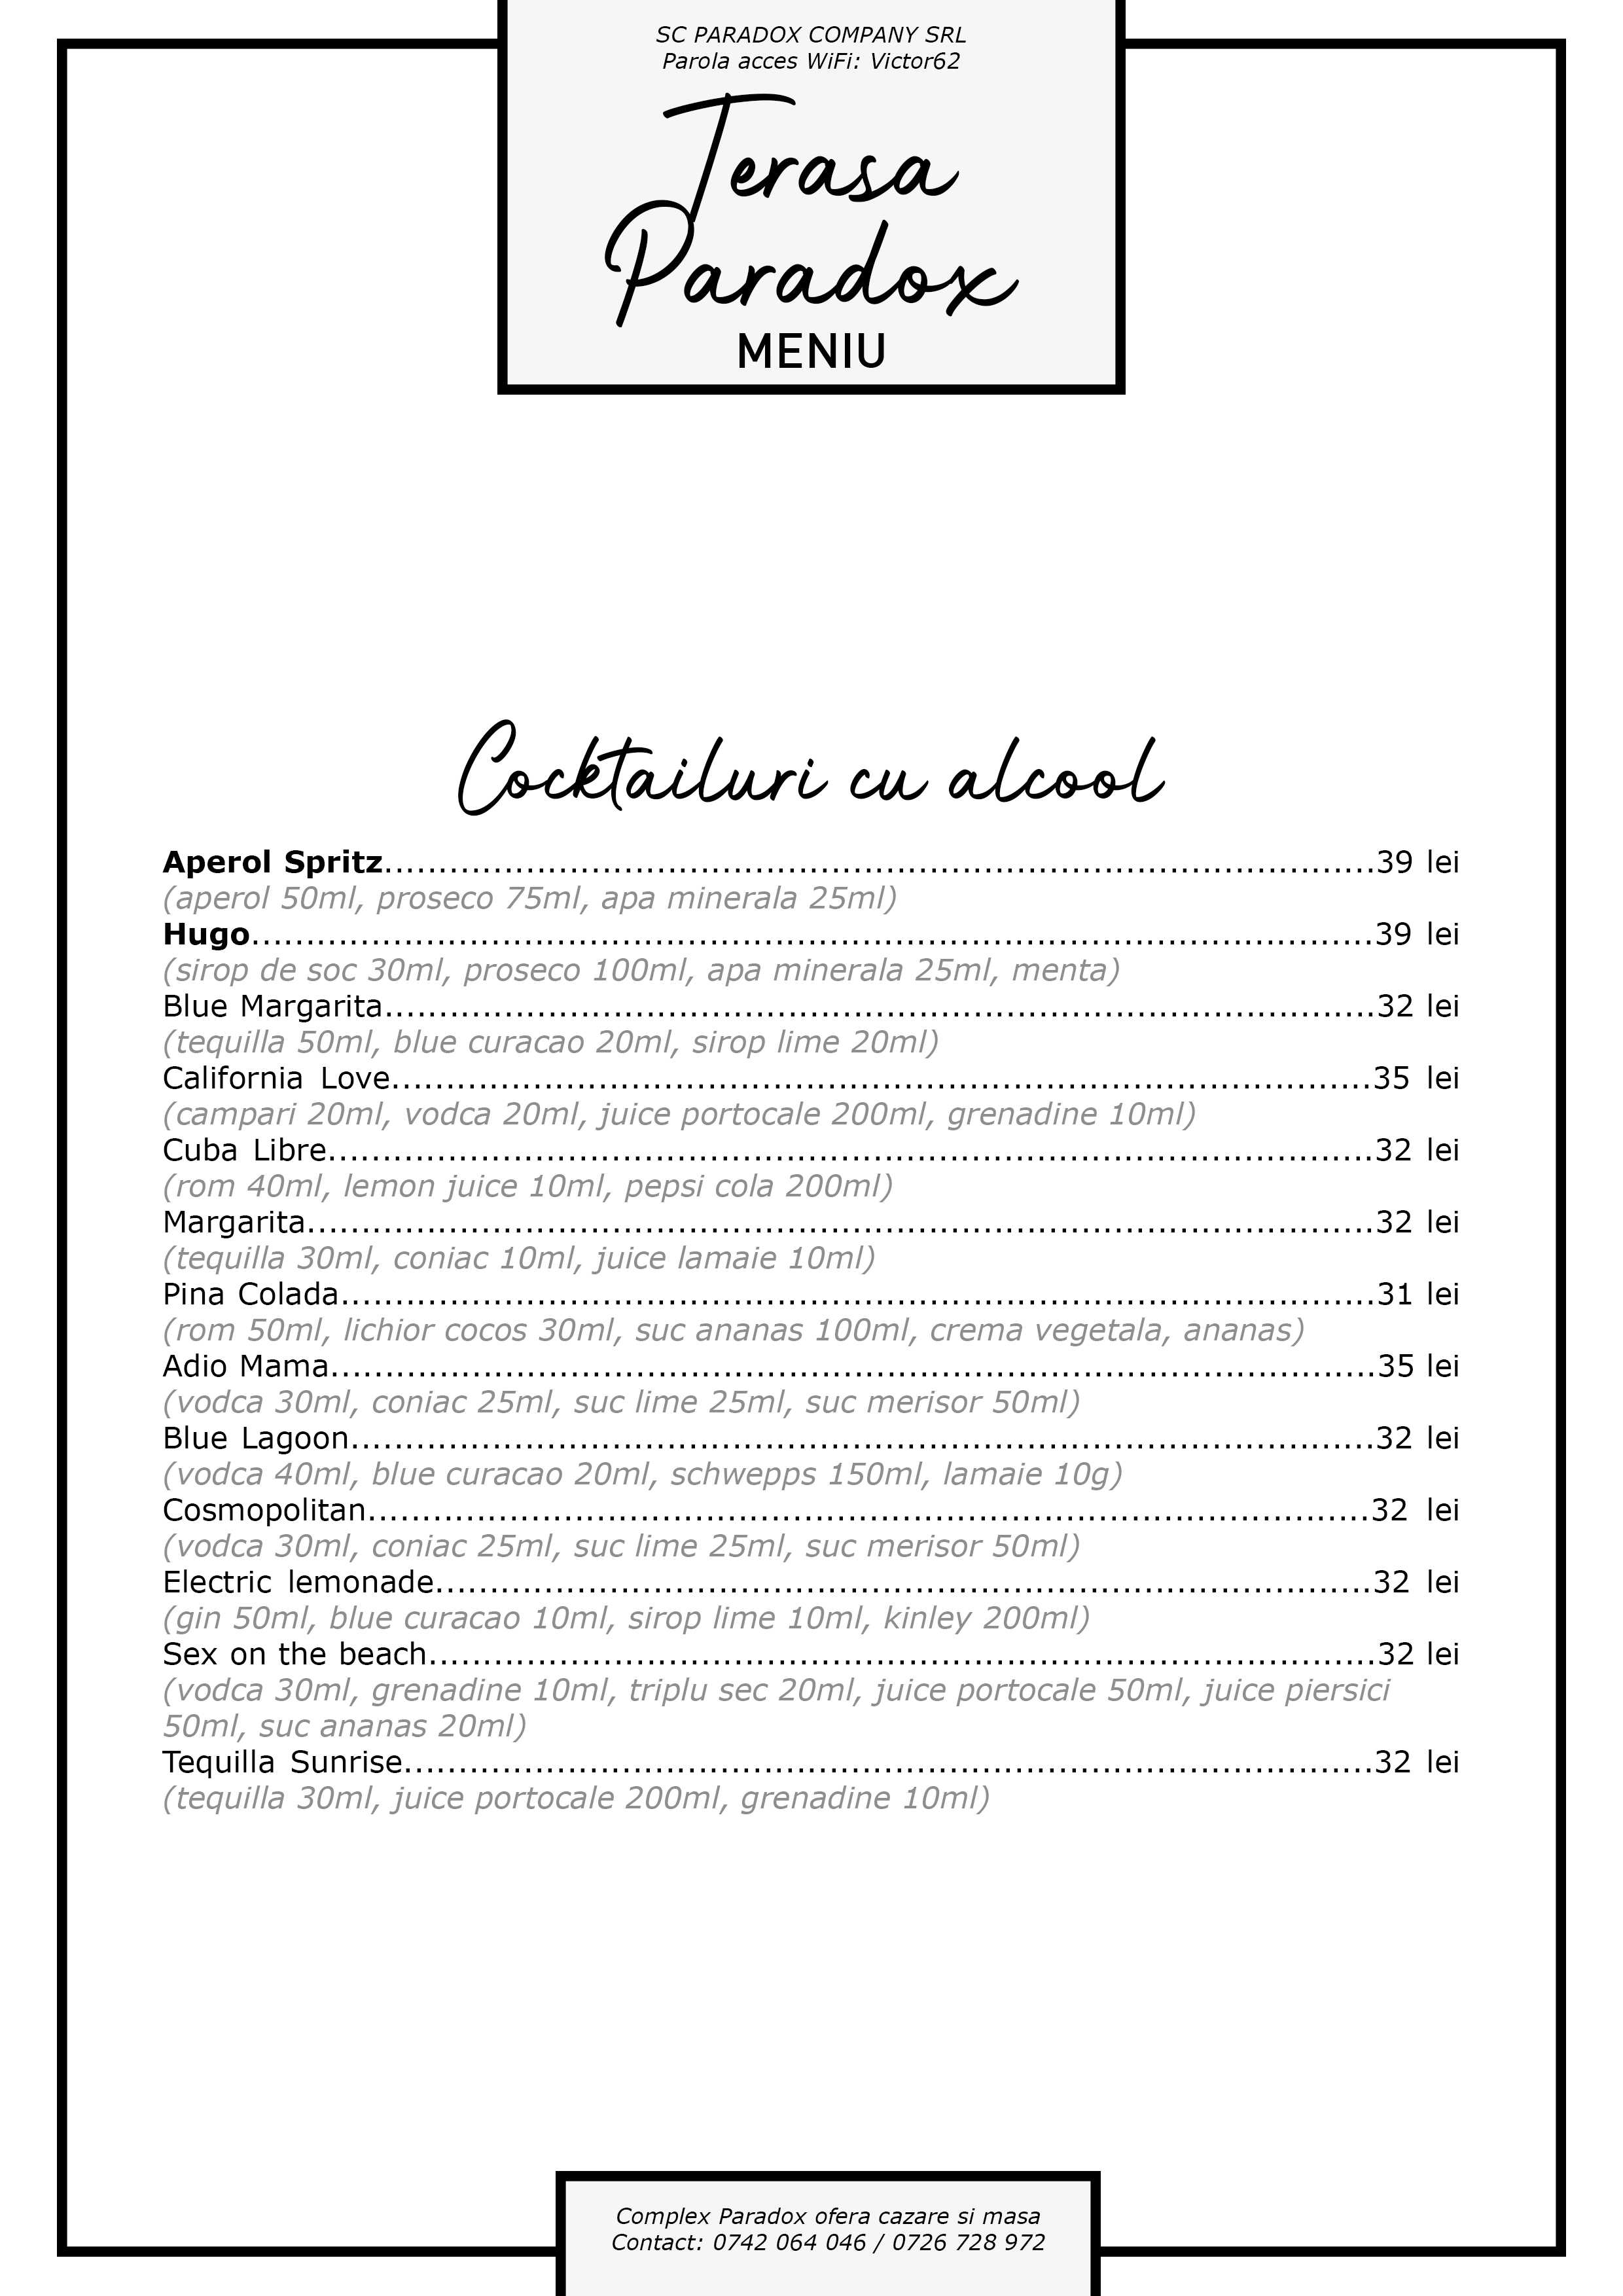 SC PARADOX COMPANY SRL
Parola acces WiFi: Victor62
Terasa
Paradox
MENIU
Cocktailuri cu alcool
Aperol Spritz........................................................................................39 lei
(aperol 50ml, proseco 75ml, apa minerala 25ml)
Hugo....................................................................................................39 lei
(sirop de soc 30ml, proseco 100ml, apa minerala 25ml, menta)
Blue Margarita........................................................................................32 lei
(tequilla 50ml, blue curacao 20ml, sirop lime 20ml)
California Love.......................................................................................35 lei
(campari 20ml, vodca 20ml, juice portocale 200ml, grenadine 10ml)
Cuba Libre.............................................................................................32 lei
(rom 40ml, lemon juice 10ml, pepsi cola 200ml)
Margarita...............................................................................................32 lei
(tequilla 30ml, coniac 10ml, juice lamaie 10ml)
Pina Colada............................................................................................31 lei
(rom 50ml, lichior cocos 30ml, suc ananas 100ml, crema vegetala, ananas)
Adio Mama.............................................................................................35 lei
(vodca 30ml, coniac 25ml, suc lime 25ml, suc merisor 50ml)
Blue Lagoon...........................................................................................32 lei
(vodca 40ml, blue curacao 20ml, schwepps 150ml, lamaie 10g)
Cosmopolitan.........................................................................................32 lei
(vodca 30ml, coniac 25ml, suc lime 25ml, suc merisor 50ml)
Electric lemonade...................................................................................32 lei
(gin 50ml, blue curacao 10ml, sirop lime 10ml, kinley 200ml)
Sex on the beach....................................................................................32 lei
(vodca 30ml, grenadine 10ml, triplu sec 20ml, juice portocale 50ml, juice piersici
50ml, suc ananas 20ml)
Tequilla Sunrise......................................................................................32 lei
(tequilla 30ml, juice portocale 200ml, grenadine 10ml)
Complex Paradox ofera cazare si masa
Contact: 0742 064 046 / 0726 728 972